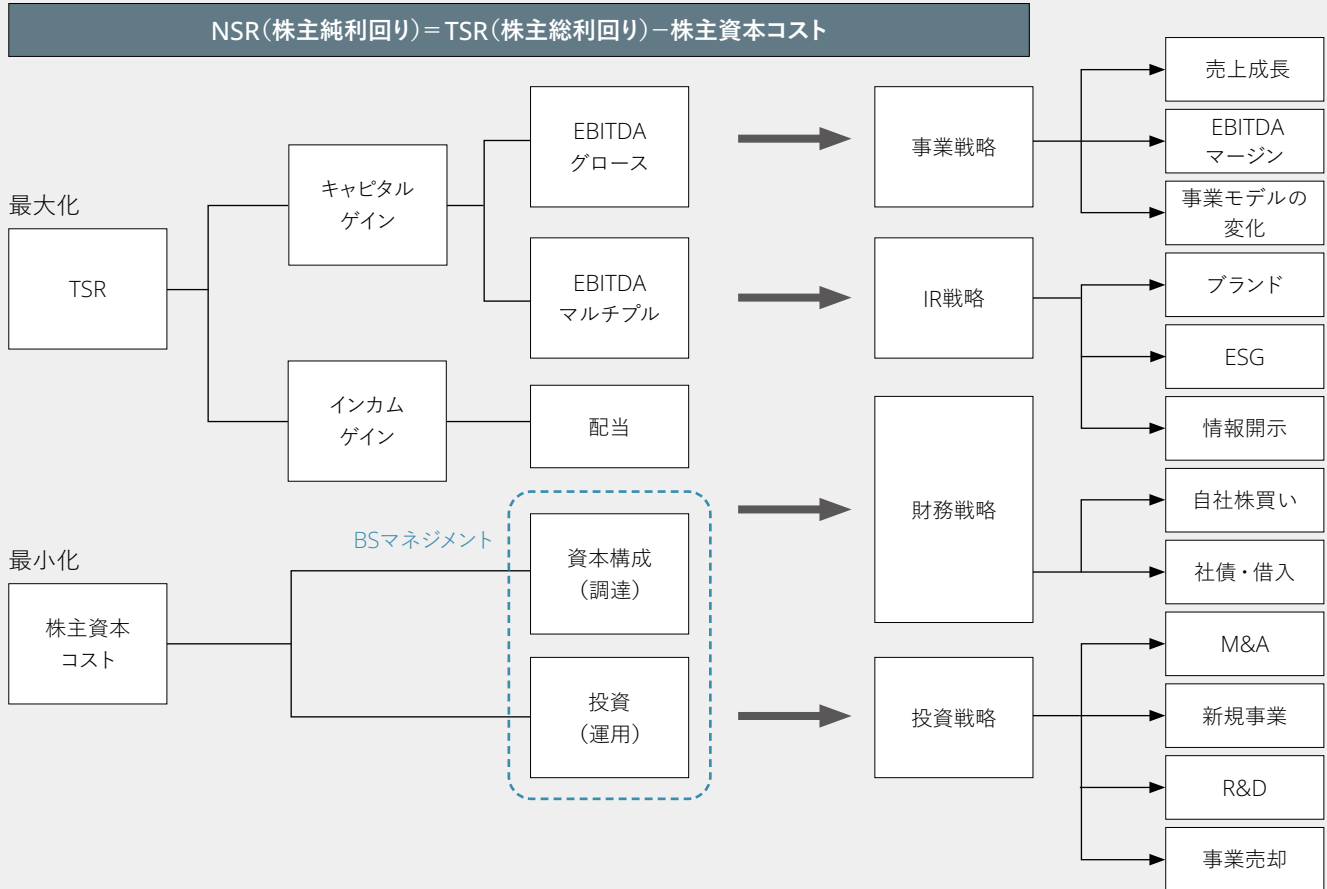 NSR(株主純利回り)=TSR(株主総利回り)-株主資本コスト
最大化
TSR
キャピタル
ゲイン
インカム
ゲイン
EBITDA
グロース
EBITDA
マルチプル
配当
最小化
株主資本
コスト
BSマネジメント
資本構成
(調達)
投資
(運用)
事業戦略
IR戦略
財務戦略
投資戦略
売上成長
EBITDA
マージン
事業モデルの
変化
ブランド
ESG
情報開示
自社株買い
社債・借入
M&A
新規事業
R&D
事業売却